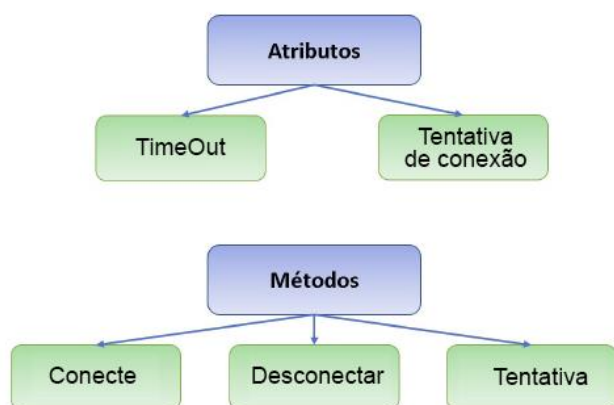 Atributos
TimeOut
Tentativa
de conexão
Métodos
Conecte
Desconectar
Tentativa